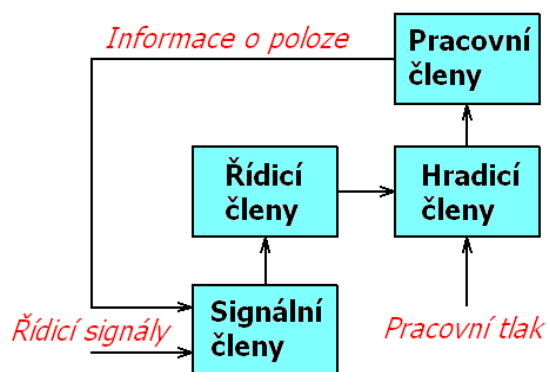 Informace o poloze
Pracovní
členy
Řídicí
členy
Hradicí
členy
Signální
členy
Řídicí signály
Pracovní tlak